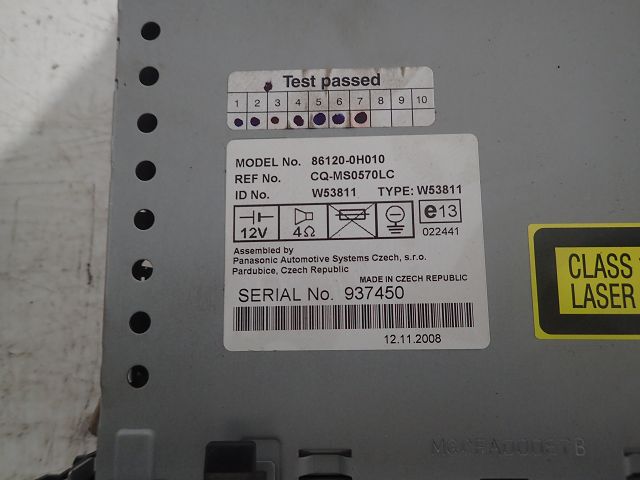 Test passed
1 2 3 4 5 6 7 8 9 10
MODEL No. 86120-0H010
REF No. CQ-MS0570LC
ID No. W53811 TYPE: W53811
12V 4Ω e13
022441
Assembled by
Panasonic Automotive Systems Czech, s.r.o.
Pardubice, Czech Republic
MADE IN CZECH REPUBLIC
SERIAL No. 937450
12.11.2008
CLASS
LASER